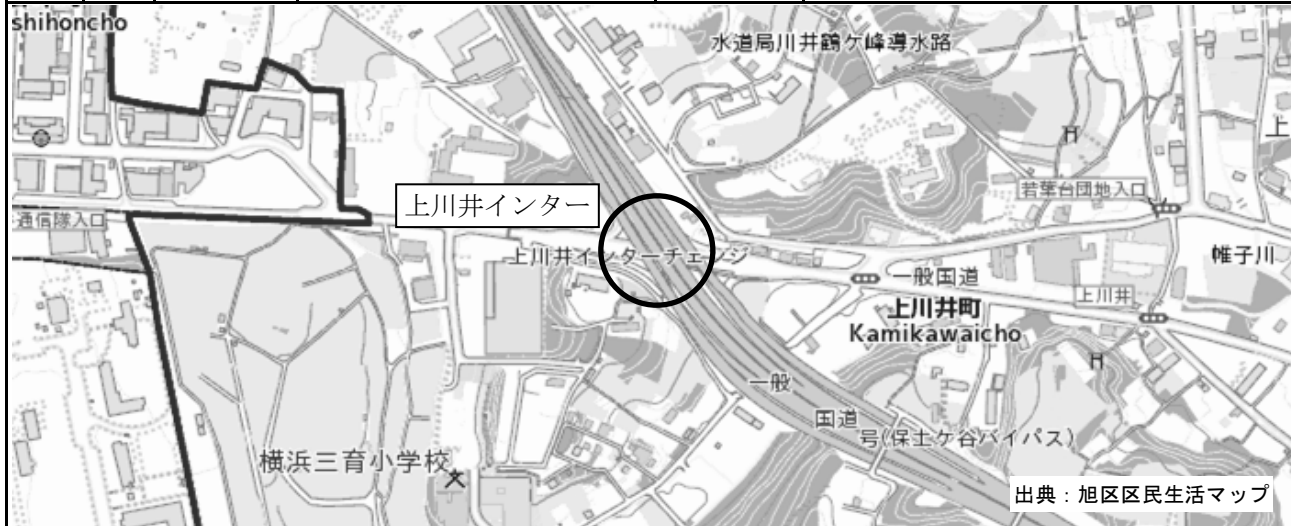 shihoncho
水道局川井鶴ケ峰導水路
上
若葉台団地入口
上川井インター
通信隊入口
上川井インターチェンジ
帷子川
一般国道
上川井
上川井町
Kamikawaicho
一般
国道
号(保土ケ谷バイパス)
横浜三育小学校
出典：旭区区民生活マップ